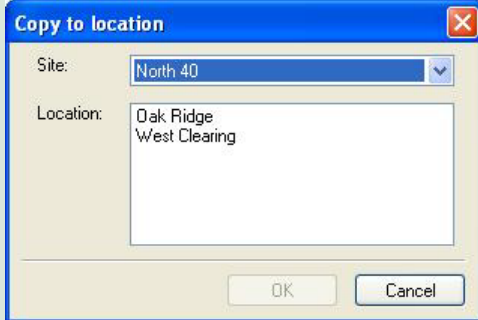 Copy to location
Site: North 40
Location: Oak Ridge
West Clearing
OK Cancel